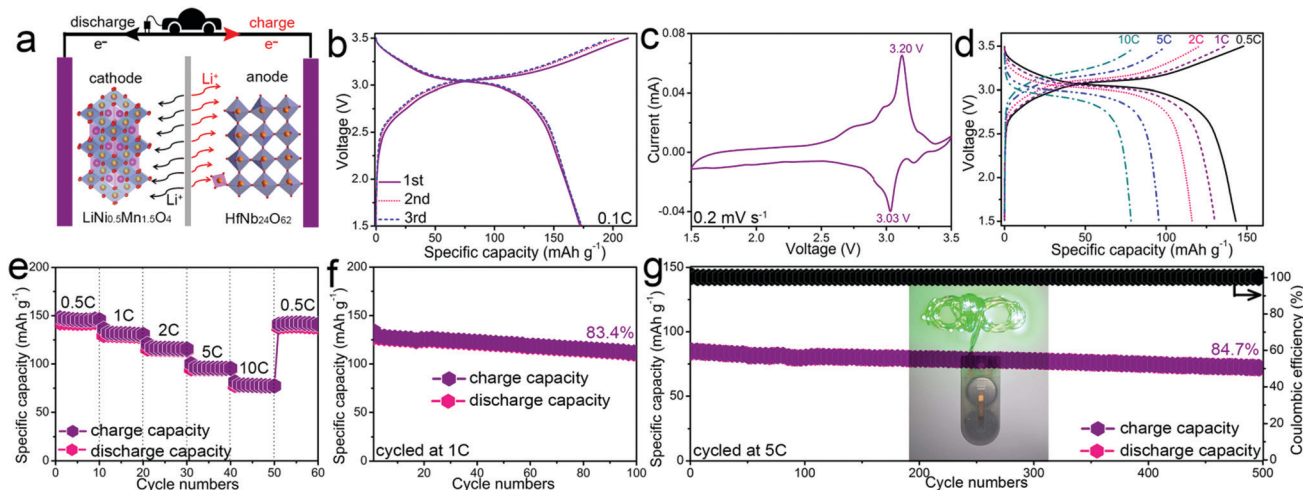 a
discharge
charge
e⁻
e⁻
cathode
Li⁺
anode
Li⁺
LiNi0.5Mn1.5O4
HfNb24O62
b
Voltage (V)
3.5
3.0
2.5
2.0
1.5
1st
2nd
3rd
0.1C
0 50 100 150 200
Specific capacity (mAh g⁻¹)
c
Current (mA)
0.08
0.04
0.00
-0.04
3.20 V
3.03 V
0.2 mV s⁻¹
1.5 2.0 2.5 3.0 3.5
Voltage (V)
d
Voltage (V)
3.5
3.0
2.5
2.0
1.5
10C 5C 2C 1C 0.5C
0 50 100 150
Specific capacity (mAh g⁻¹)
e
Specific capacity (mAh g⁻¹)
200
150
100
50
0
0.5C
1C
2C
5C
10C
0.5C
charge capacity
discharge capacity
0 10 20 30 40 50 60
Cycle numbers
f
Specific capacity (mAh g⁻¹)
200
150
100
50
0
83.4%
charge capacity
discharge capacity
cycled at 1C
0 20 40 60 80 100
Cycle numbers
g
Specific capacity (mAh g⁻¹)
150
125
100
75
50
25
0
84.7%
charge capacity
discharge capacity
cycled at 5C
0 100 200 300 400 500
Cycle numbers
100
80
60
40
20
0
Coulombic efficiency (%)